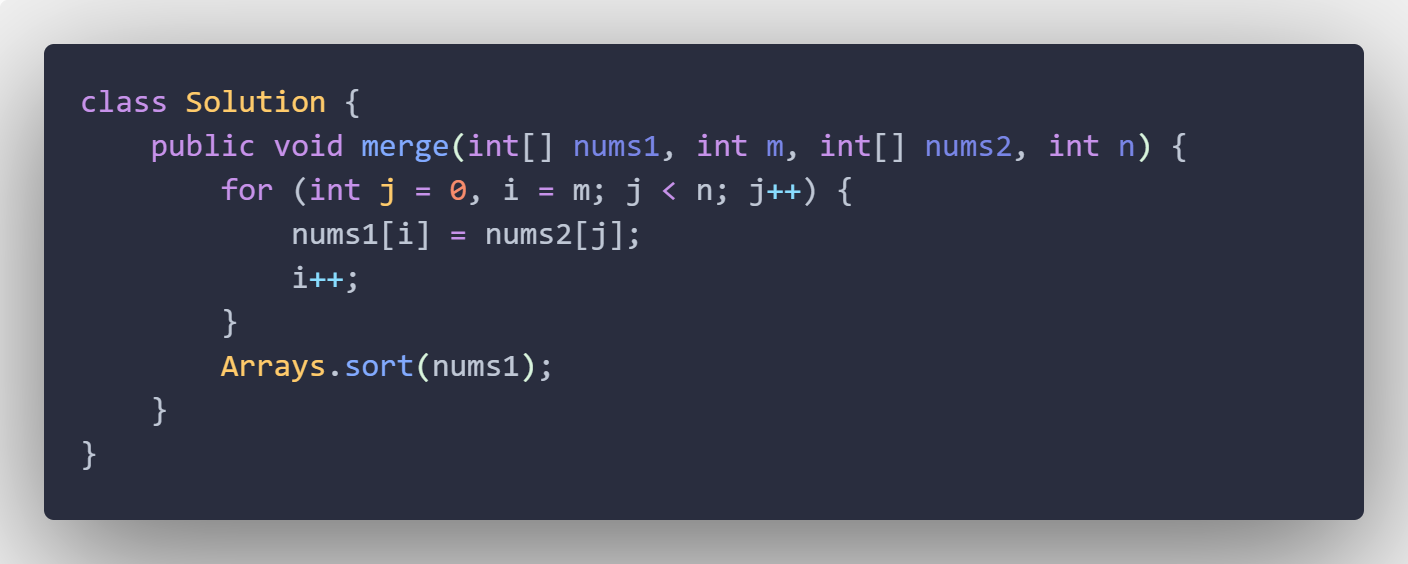 class Solution {
    public void merge(int[] nums1, int m, int[] nums2, int n) {
        for (int j = 0, i = m; j < n; j++) {
            nums1[i] = nums2[j];
            i++;
        }
        Arrays.sort(nums1);
    }
}